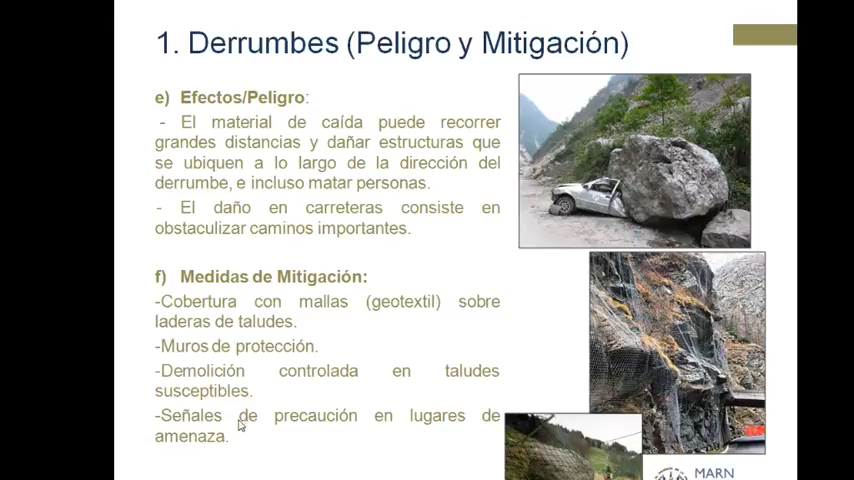 1. Derrumbes (Peligro y Mitigación)
e) Efectos/Peligro:
- El material de caída puede recorrer
grandes distancias y dañar estructuras que
se ubiquen a lo largo de la dirección del
derrumbe, e incluso matar personas.
- El daño en carreteras consiste en
obstaculizar caminos importantes.
f) Medidas de Mitigación:
-Cobertura con mallas (geotextil) sobre
laderas de taludes.
-Muros de protección.
-Demolición controlada en taludes
susceptibles.
-Señales de precaución en lugares de
amenaza.
MARN